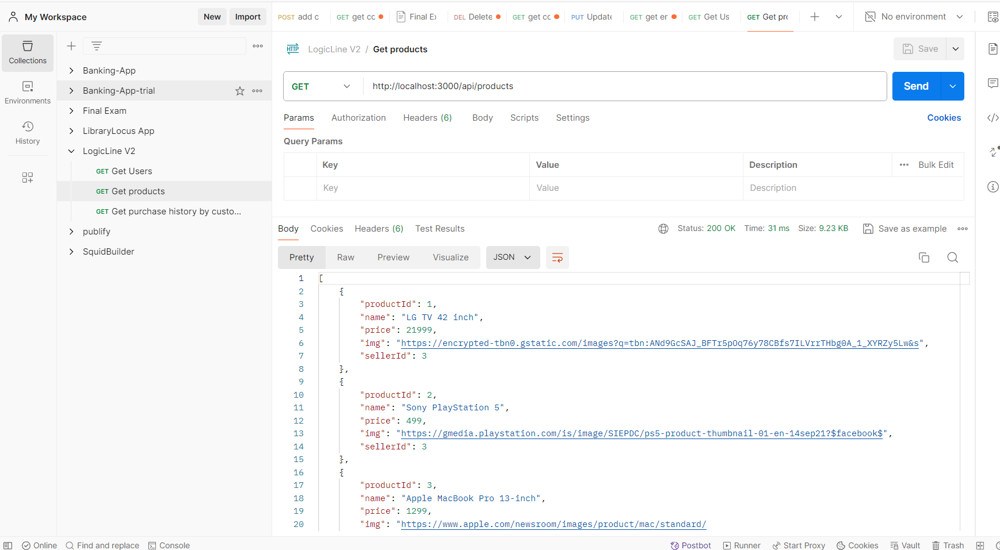 My Workspace New Import
POST add c GET get cc Final Ex DEL Delete GET get cc PUT Update GET get er GET Get Us GET Get prc No environment
Collections
Environments
History
Banking-App
Banking-App-trial
Final Exam
LibraryLocus App
LogicLine V2
GET Get Users
GET Get products
GET Get purchase history by custo...
publify
SquidBuilder
HTTP LogicLine V2 / Get products Save
GET http://localhost:3000/api/products Send
Params Authorization Headers (6) Body Scripts Settings Cookies
Query Params
Key Value Description Bulk Edit
Key Value Description
Body Cookies Headers (6) Test Results Status: 200 OK Time: 31 ms Size: 9.23 KB Save as example
Pretty Raw Preview Visualize JSON
1 [
2 {
3 "productId": 1,
4 "name": "LG TV 42 inch",
5 "price": 21999,
6 "img": "https://encrypted-tbn0.gstatic.com/images?q=tbn:ANd9GcSAJ_BFTr5pOq76y78CBfs7ILVrrTHbg0A_1_XYRZy5Lw&s",
7 "sellerId": 3
8 },
9 {
10 "productId": 2,
11 "name": "Sony PlayStation 5",
12 "price": 499,
13 "img": "https://gmedia.playstation.com/is/image/SIEPDC/ps5-product-thumbnail-01-en-14sep21?$facebook$",
14 "sellerId": 3
15 },
16 {
17 "productId": 3,
18 "name": "Apple MacBook Pro 13-inch",
19 "price": 1299,
20 "img": "https://www.apple.com/newsroom/images/product/mac/standard/
Online Find and replace Console Postbot Runner Start Proxy Cookies Vault Trash